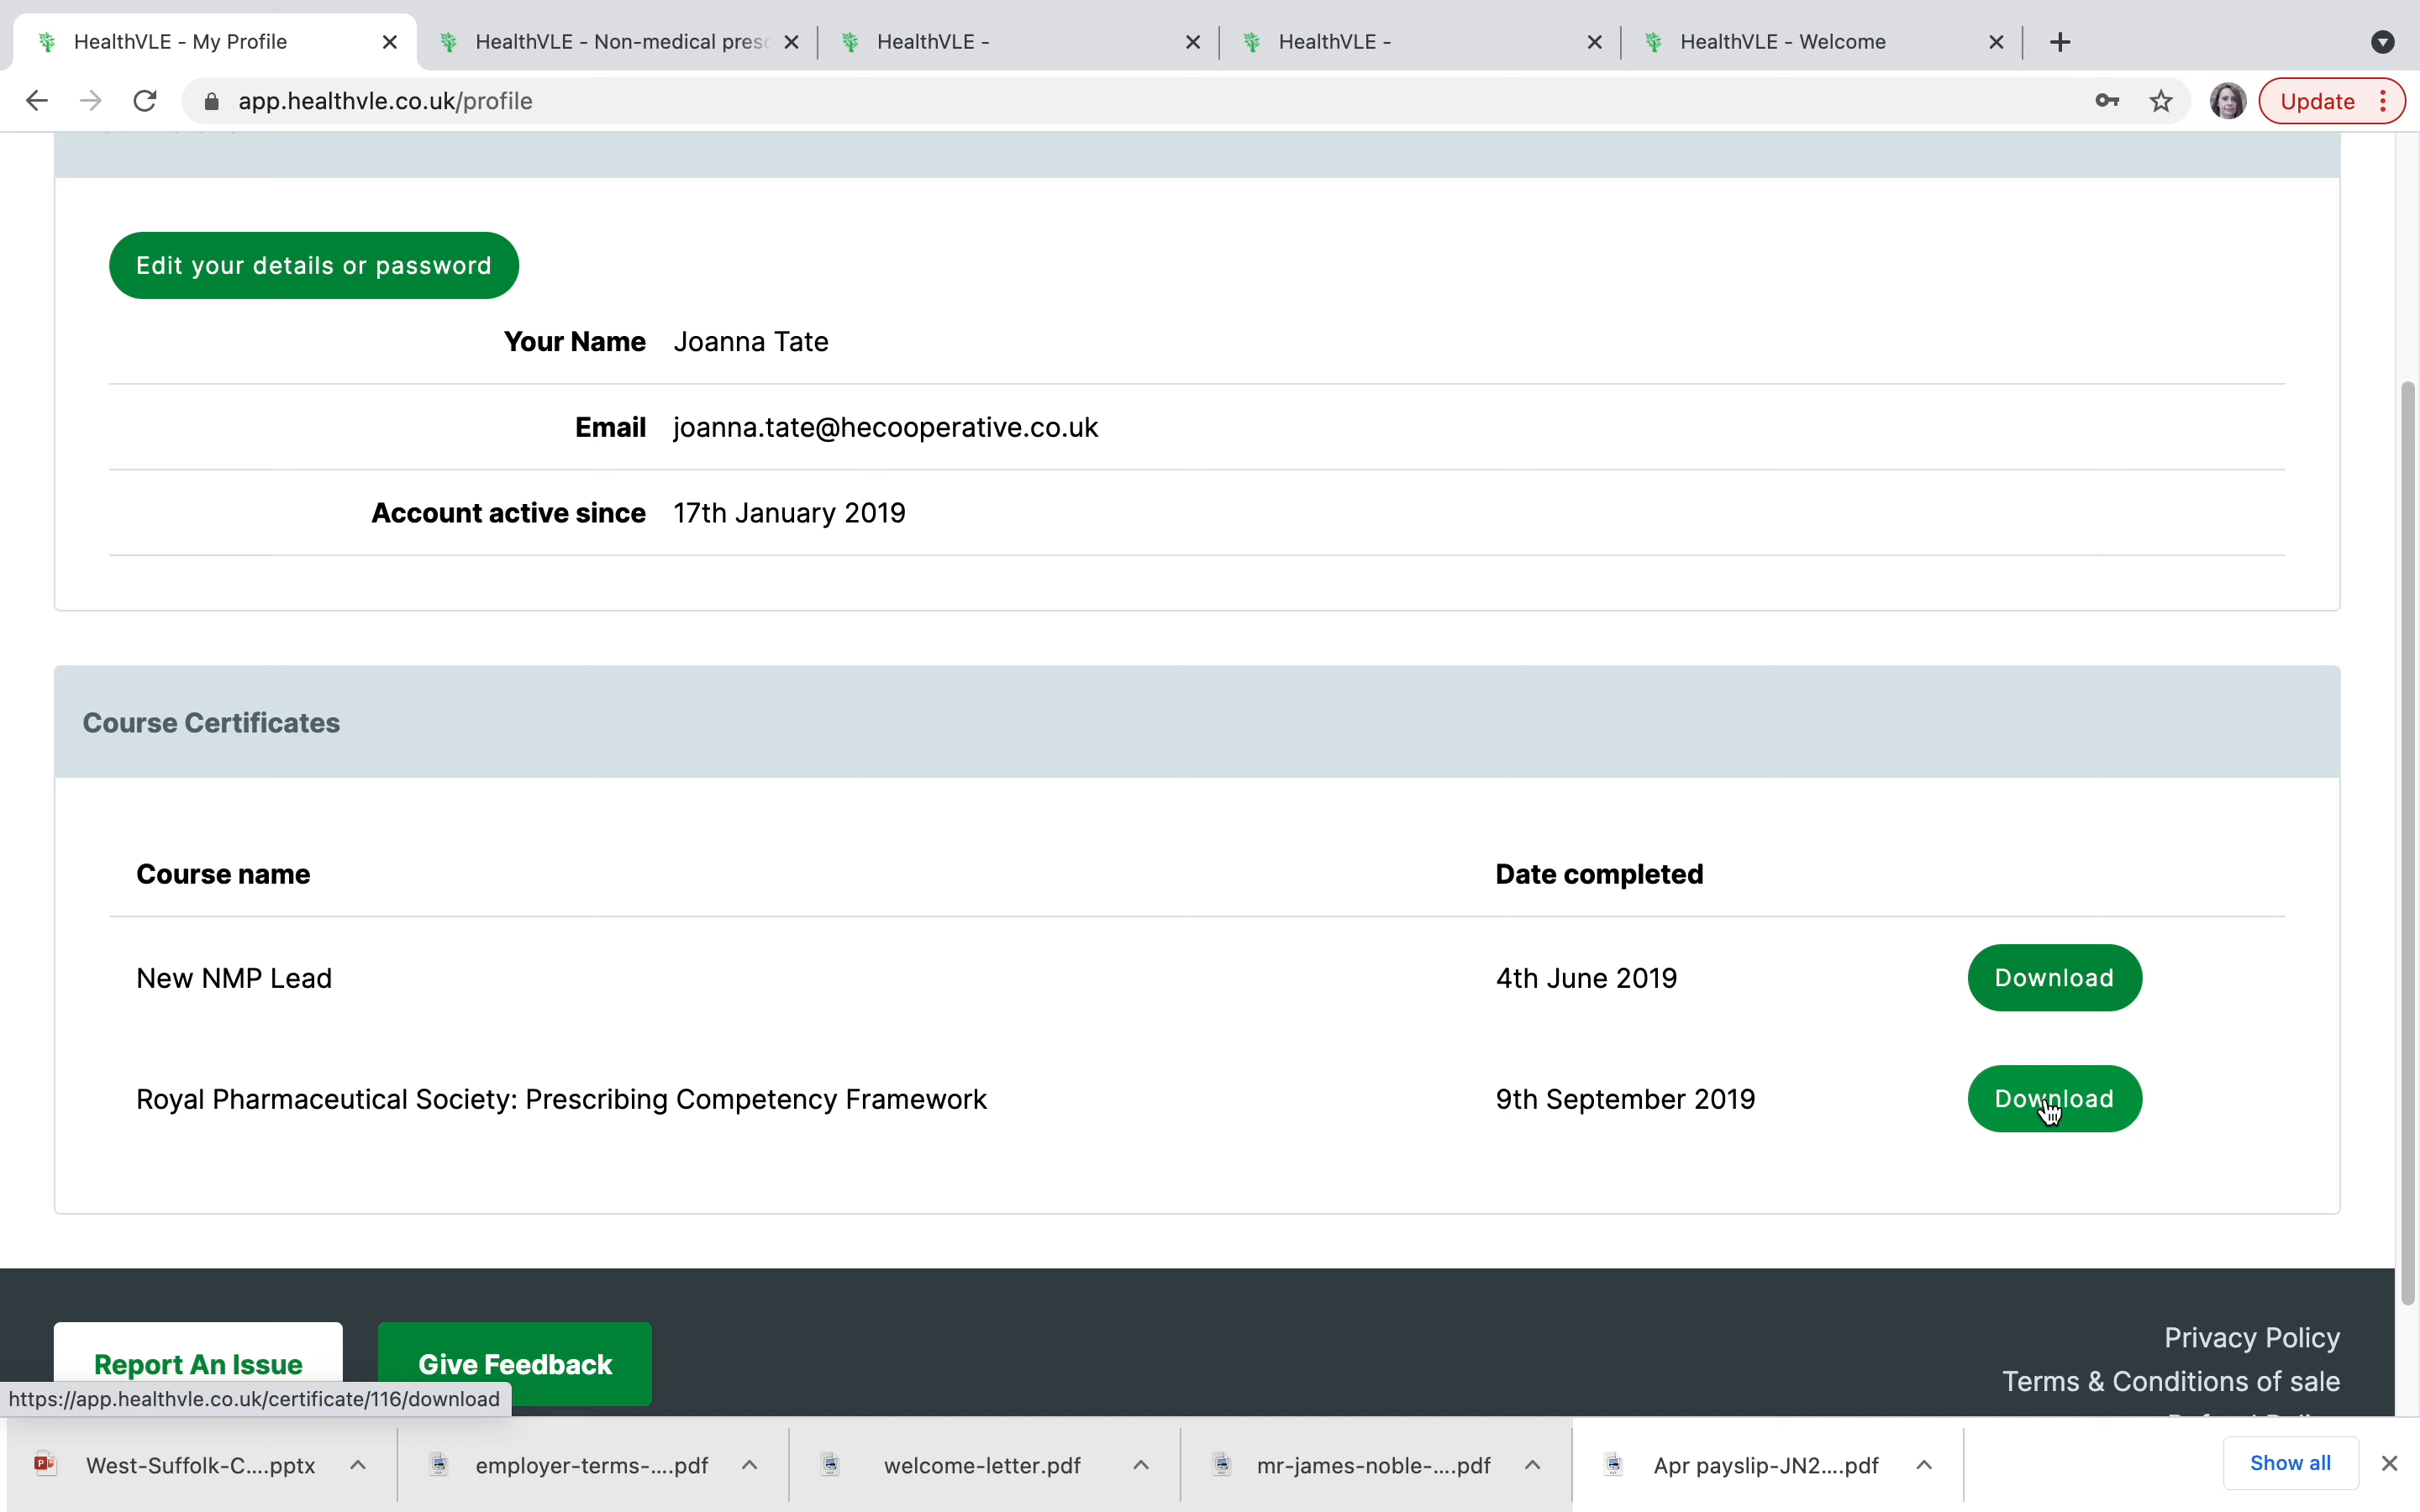 HealthVLE - My Profile
HealthVLE - Non-medical presc
HealthVLE -
HealthVLE -
HealthVLE - Welcome
app.healthvle.co.uk/profile
Update
Edit your details or password
Your Name Joanna Tate
Email joanna.tate@hecooperative.co.uk
Account active since 17th January 2019
Course Certificates
Course name Date completed
New NMP Lead 4th June 2019 Download
Royal Pharmaceutical Society: Prescribing Competency Framework 9th September 2019 Download
Report An Issue
Give Feedback
Privacy Policy
Terms & Conditions of sale
https://app.healthvle.co.uk/certificate/116/download
West-Suffolk-C....pptx
employer-terms-....pdf
welcome-letter.pdf
mr-james-noble-....pdf
Apr payslip-JN2....pdf
Show all